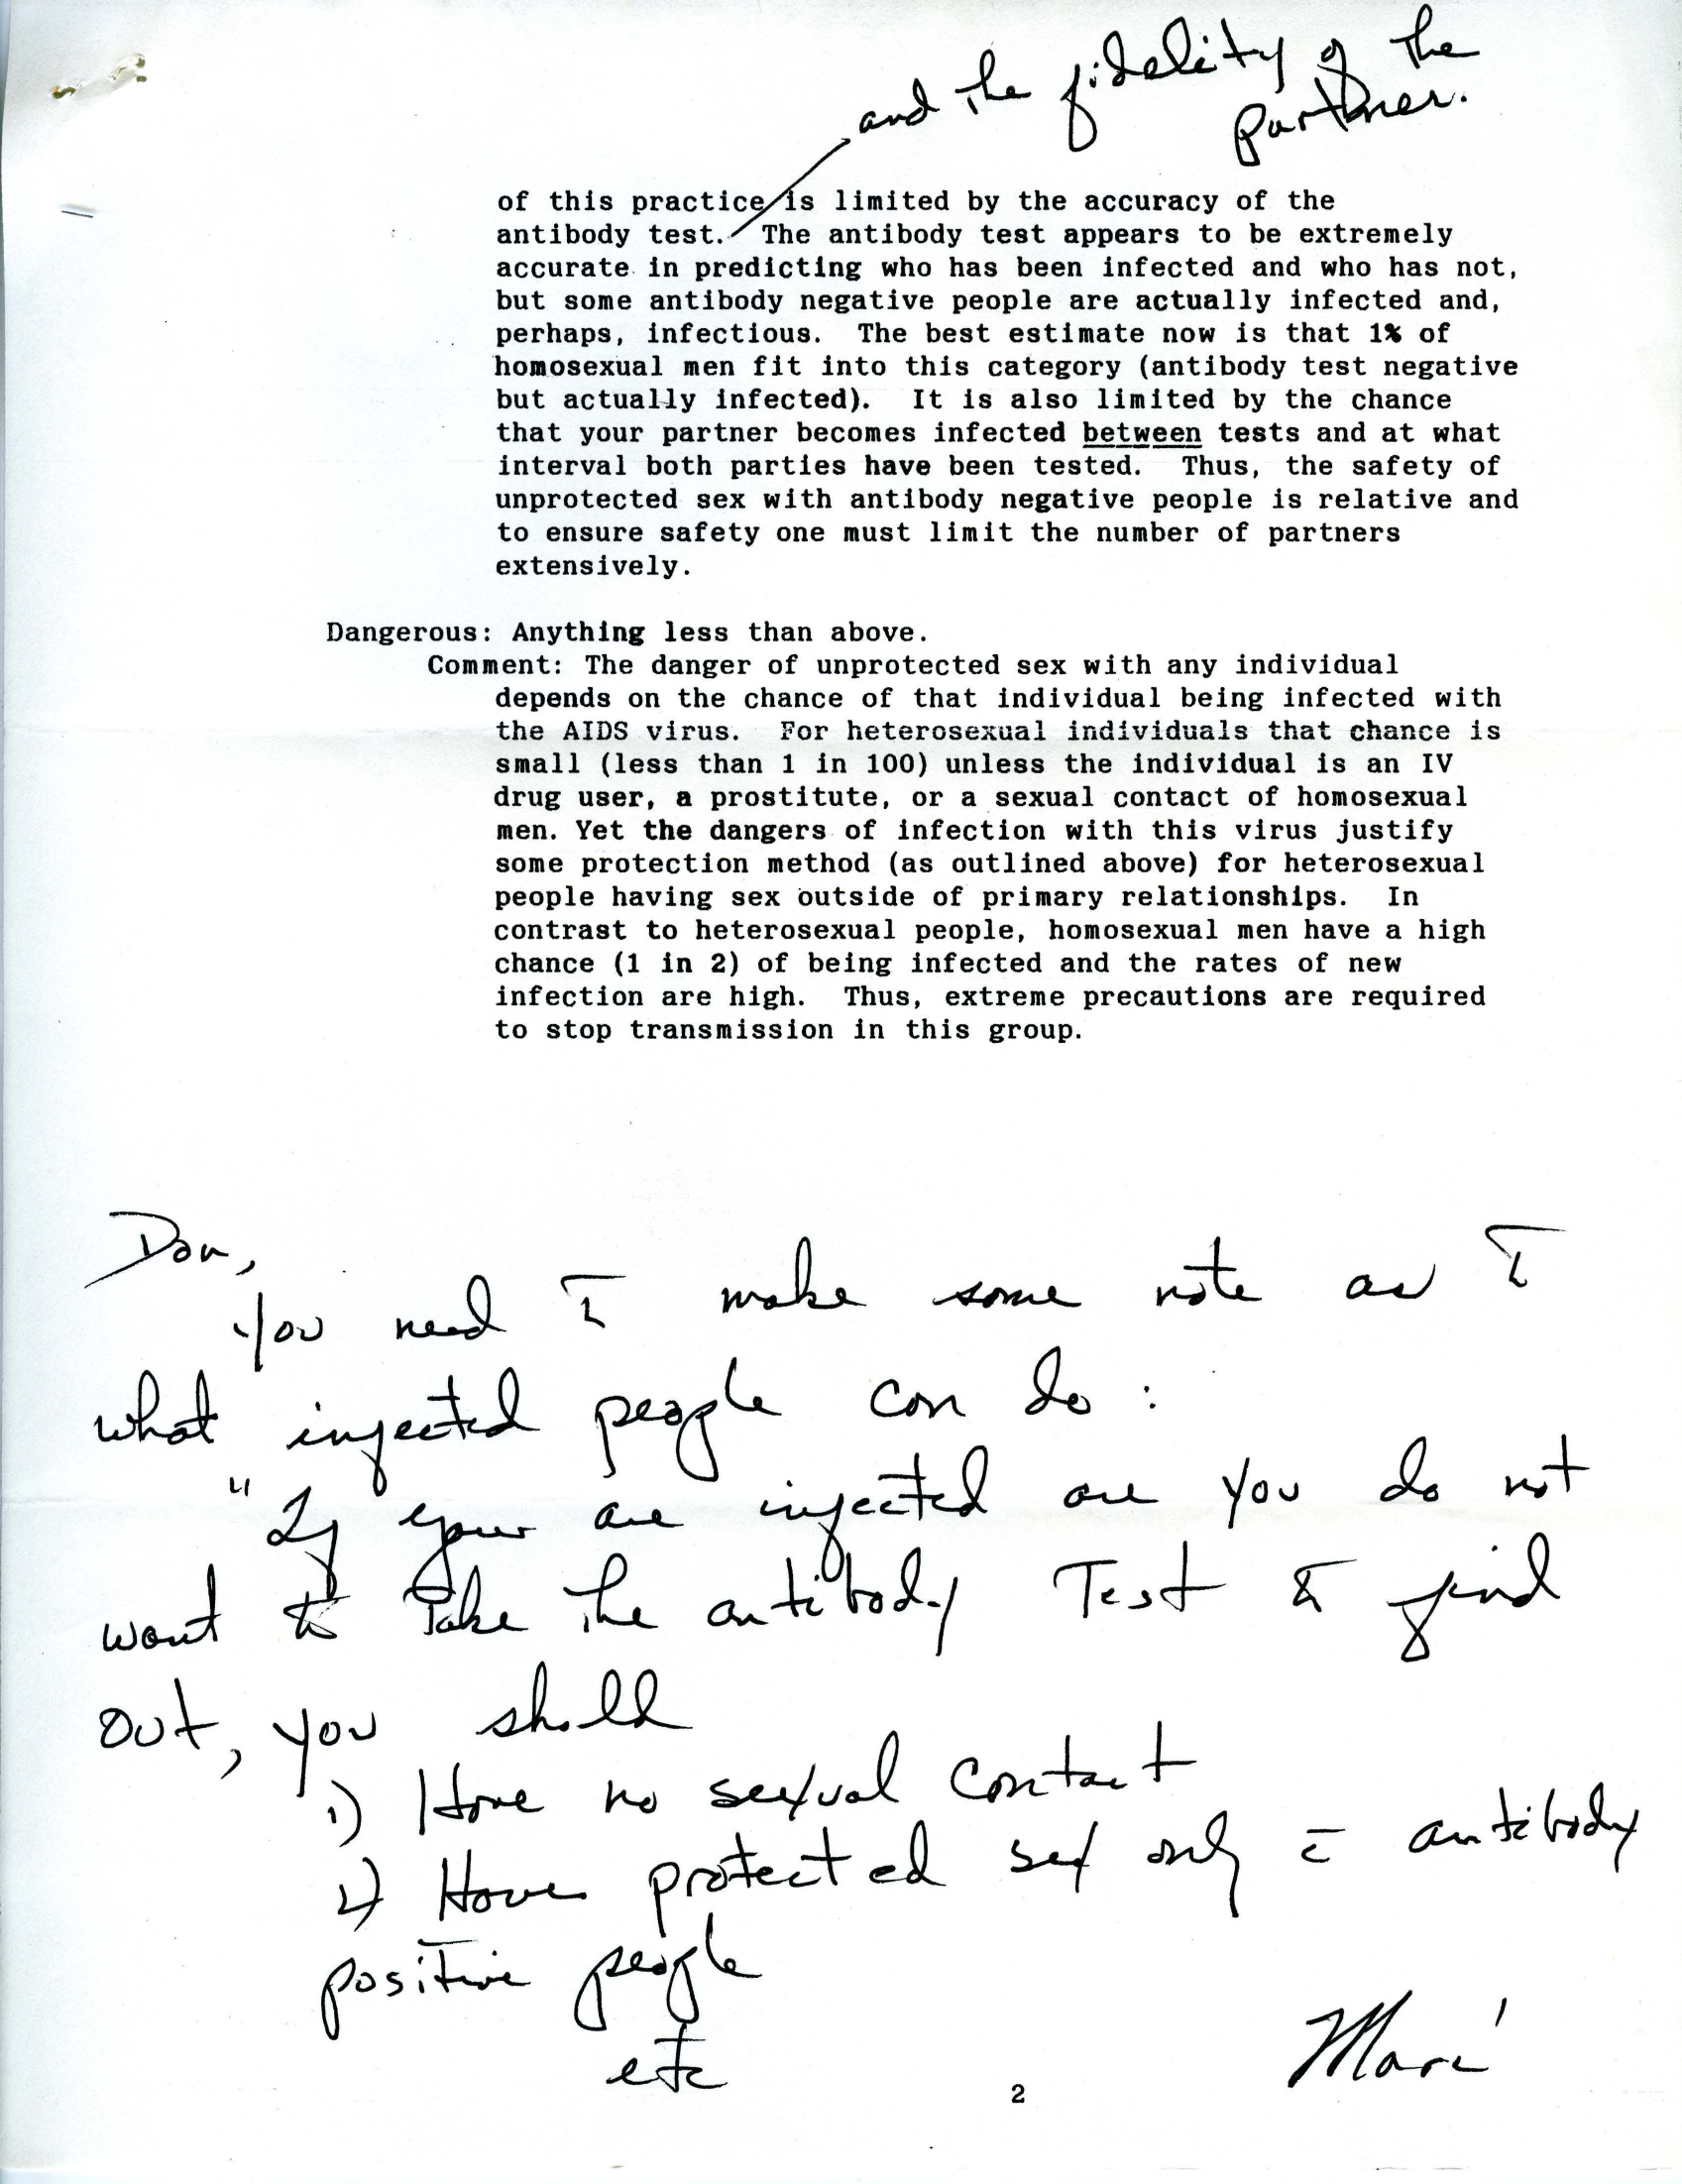 and the fidelity of the
partner.
of this practice is limited by the accuracy of the
antibody test. The antibody test appears to be extremely
accurate in predicting who has been infected and who has not,
but some antibody negative people are actually infected and,
perhaps, infectious. The best estimate now is that 1% of
homosexual men fit into this category (antibody test negative
but actually infected). It is also limited by the chance
that your partner becomes infected between tests and at what
interval both parties have been tested. Thus, the safety of
unprotected sex with antibody negative people is relative and
to ensure safety one must limit the number of partners
extensively.
Dangerous: Anything less than above.
Comment: The danger of unprotected sex with any individual
depends on the chance of that individual being infected with
the AIDS virus. For heterosexual individuals that chance is
small (less than 1 in 100) unless the individual is an IV
drug user, a prostitute, or a sexual contact of homosexual
men. Yet the dangers of infection with this virus justify
some protection method (as outlined above) for heterosexual
people having sex outside of primary relationships. In
contrast to heterosexual people, homosexual men have a high
chance (1 in 2) of being infected and the rates of new
infection are high. Thus, extreme precautions are required
to stop transmission in this group.
Don,
You need to make some note as to
what infected people can do:
"If your are infected are you do not
want to take the antibody Test to find
out, you shold
1) Have no sexual contact
2) Have protected sex only c̄ antibody
positive people
etc
2